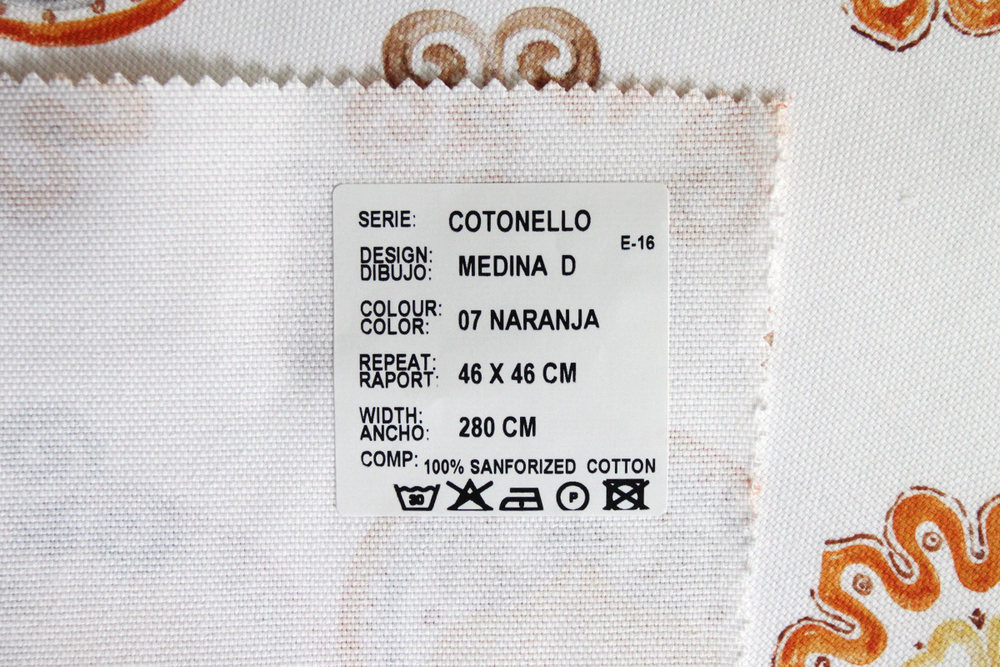 SERIE: COTONELLO
E-16
DESIGN:
DIBUJO: MEDINA D
COLOUR:
COLOR: 07 NARANJA
REPEAT:
RAPORT: 46 X 46 CM
WIDTH:
ANCHO: 280 CM
COMP: 100% SANFORIZED COTTON
30 P